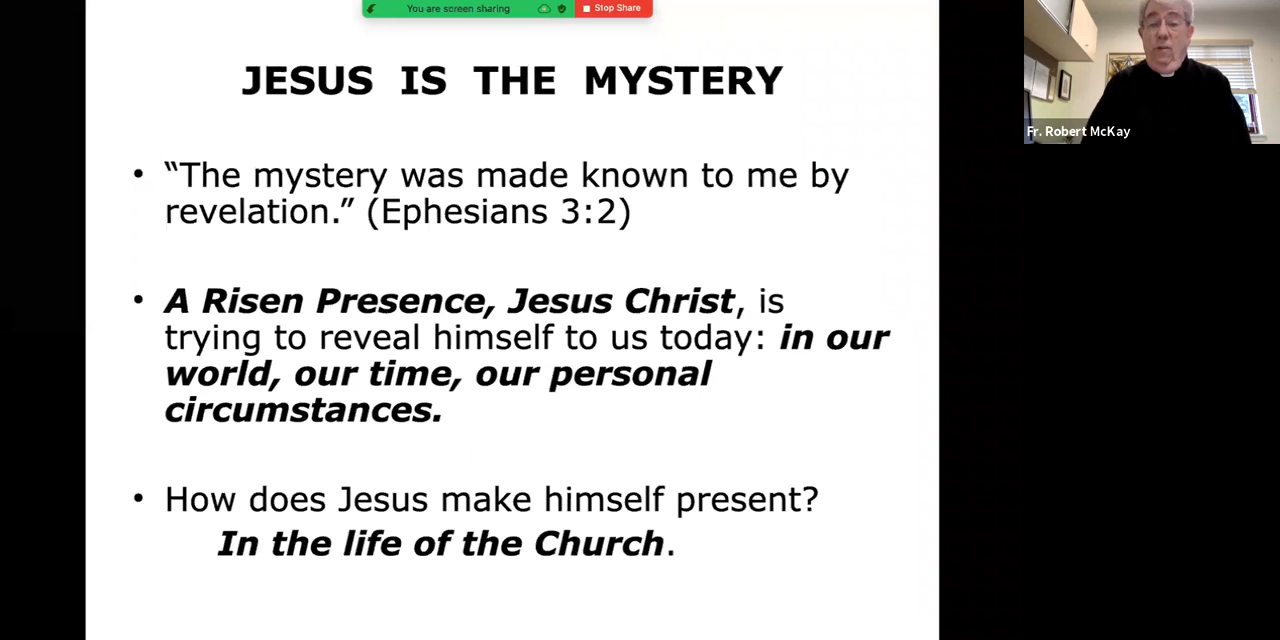 You are screen sharing
Stop Share
JESUS IS THE MYSTERY
• “The mystery was made known to me by
revelation.” (Ephesians 3:2)
• A Risen Presence, Jesus Christ, is
trying to reveal himself to us today: in our
world, our time, our personal
circumstances.
• How does Jesus make himself present?
In the life of the Church.
Fr. Robert McKay